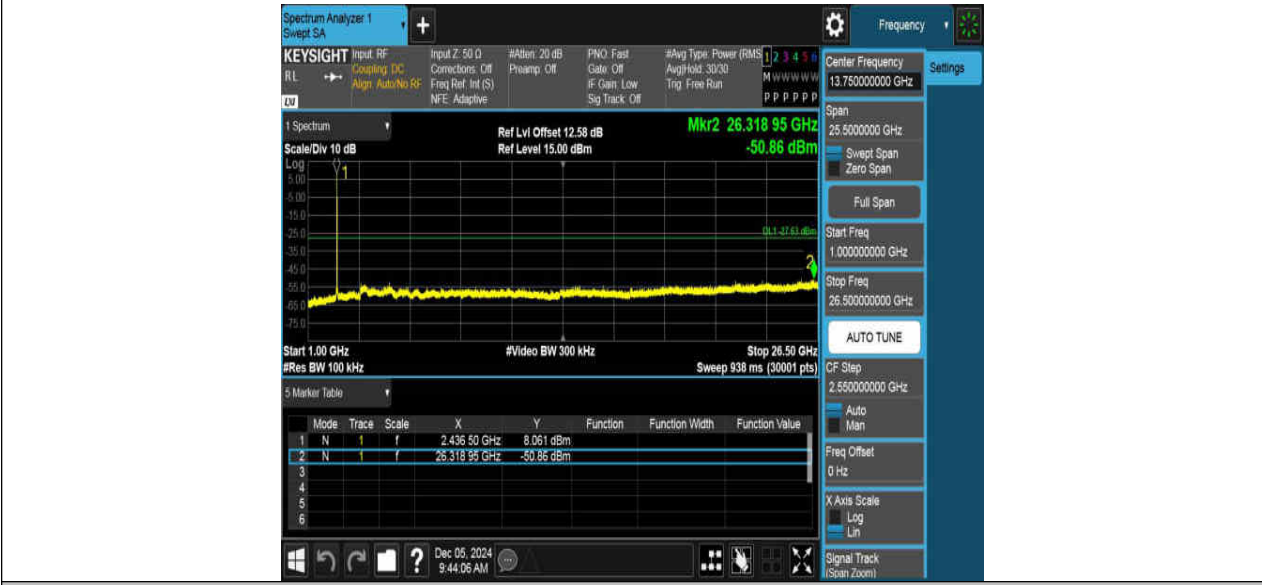 Spectrum Analyzer 1
Swept SA
+
Frequency
KEYSIGHT
RL
LXI
Input: RF
Coupling: DC
Align: Auto/No RF
Input Z: 50 Ω
Corrections: Off
Freq Ref: Int (S)
NFE: Adaptive
#Atten: 20 dB
Preamp: Off
PNO: Fast
Gate: Off
IF Gain: Low
Sig Track: Off
#Avg Type: Power (RMS
Avg|Hold: 30/30
Trig: Free Run
1 2 3 4 5 6
M W W W W W
P P P P P P
Center Frequency
13.750000000 GHz
Settings
Span
25.5000000 GHz
Swept Span
Zero Span
Full Span
Start Freq
1.000000000 GHz
Stop Freq
26.500000000 GHz
AUTO TUNE
CF Step
2.550000000 GHz
Auto
Man
Freq Offset
0 Hz
X Axis Scale
Log
Lin
Signal Track
(Span Zoom)
1 Spectrum
Scale/Div 10 dB
Ref Lvl Offset 12.58 dB
Ref Level 15.00 dBm
Mkr2 26.318 95 GHz
-50.86 dBm
Log
1
5.00
-5.00
-15.0
-25.0
DL1 -27.63 dBm
-35.0
-45.0
2
-55.0
-65.0
-75.0
Start 1.00 GHz
#Video BW 300 kHz
Stop 26.50 GHz
#Res BW 100 kHz
Sweep 938 ms (30001 pts)
5 Marker Table
Mode Trace Scale X Y Function Function Width Function Value
1 N 1 f 2.436 50 GHz 8.061 dBm
2 N 1 f 26.318 95 GHz -50.86 dBm
3
4
5
6
?
Dec 05, 2024
9:44:06 AM